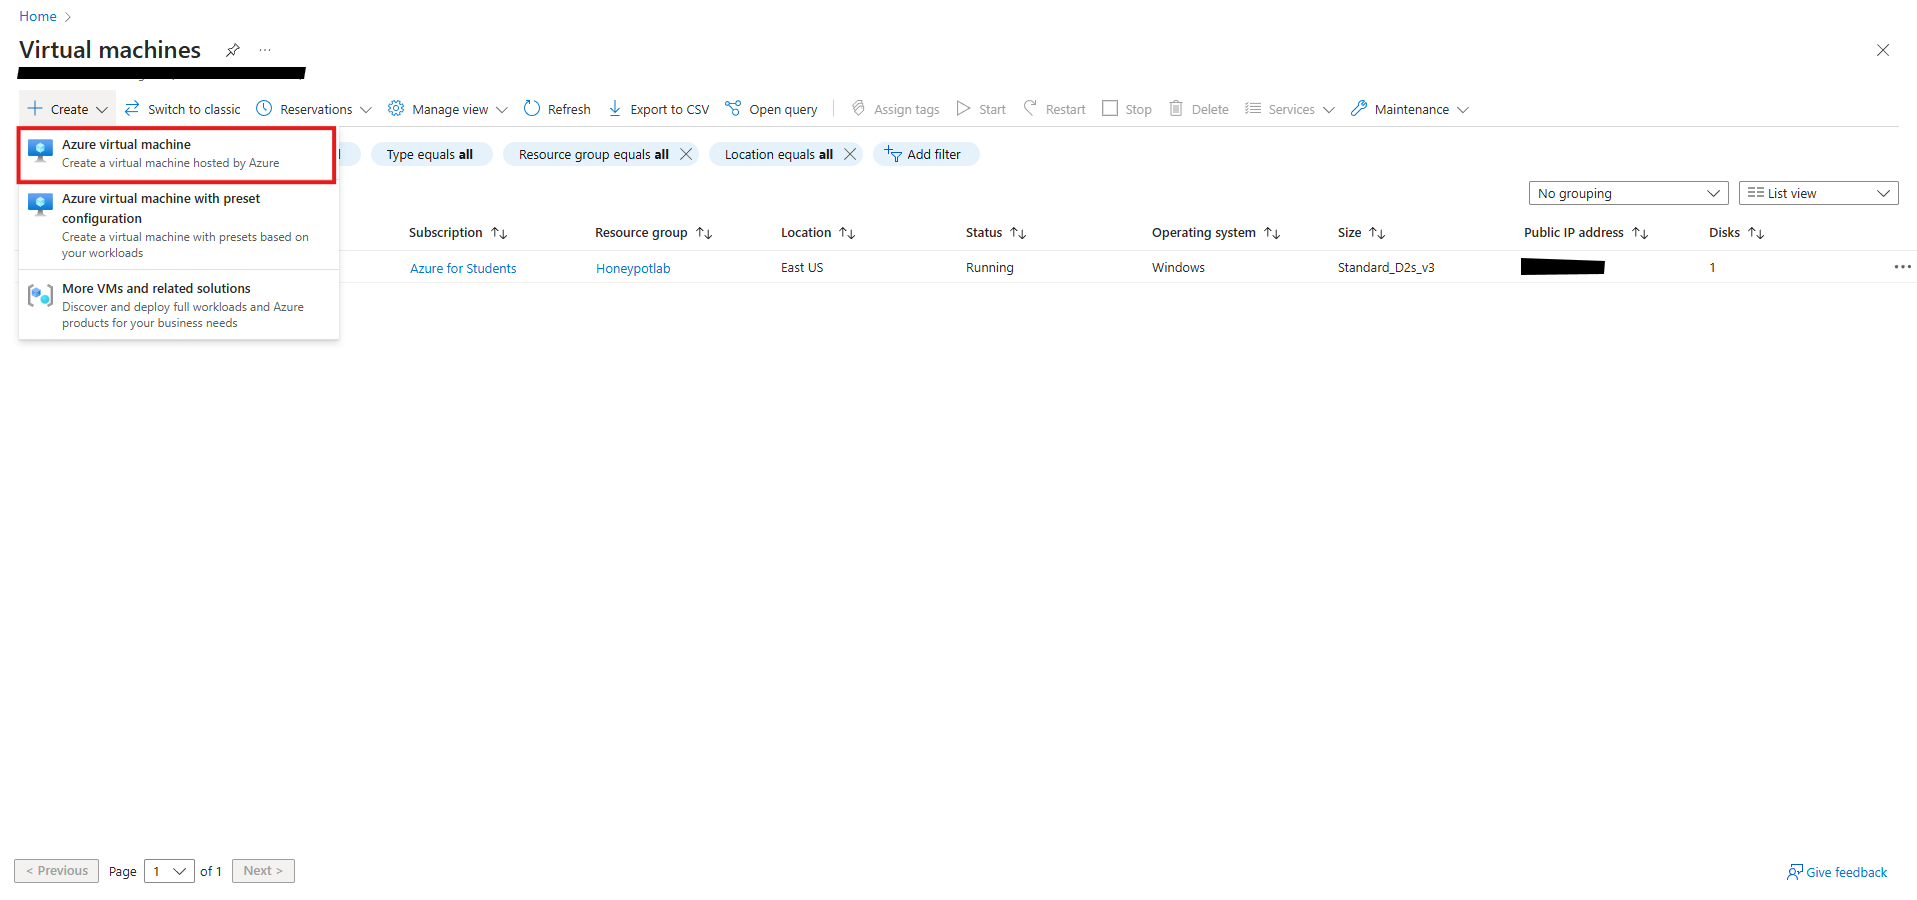 Home
Virtual machines
Create Switch to classic Reservations Manage view Refresh Export to CSV Open query Assign tags Start Restart Stop Delete Services Maintenance
Azure virtual machine
Create a virtual machine hosted by Azure
Type equals all Resource group equals all Location equals all Add filter
Azure virtual machine with preset
configuration
Create a virtual machine with presets based on
your workloads
More VMs and related solutions
Discover and deploy full workloads and Azure
products for your business needs
No grouping List view
Subscription Resource group Location Status Operating system Size Public IP address Disks
Azure for Students Honeypotlab East US Running Windows Standard_D2s_v3 1
< Previous Page 1 of 1 Next >
Give feedback